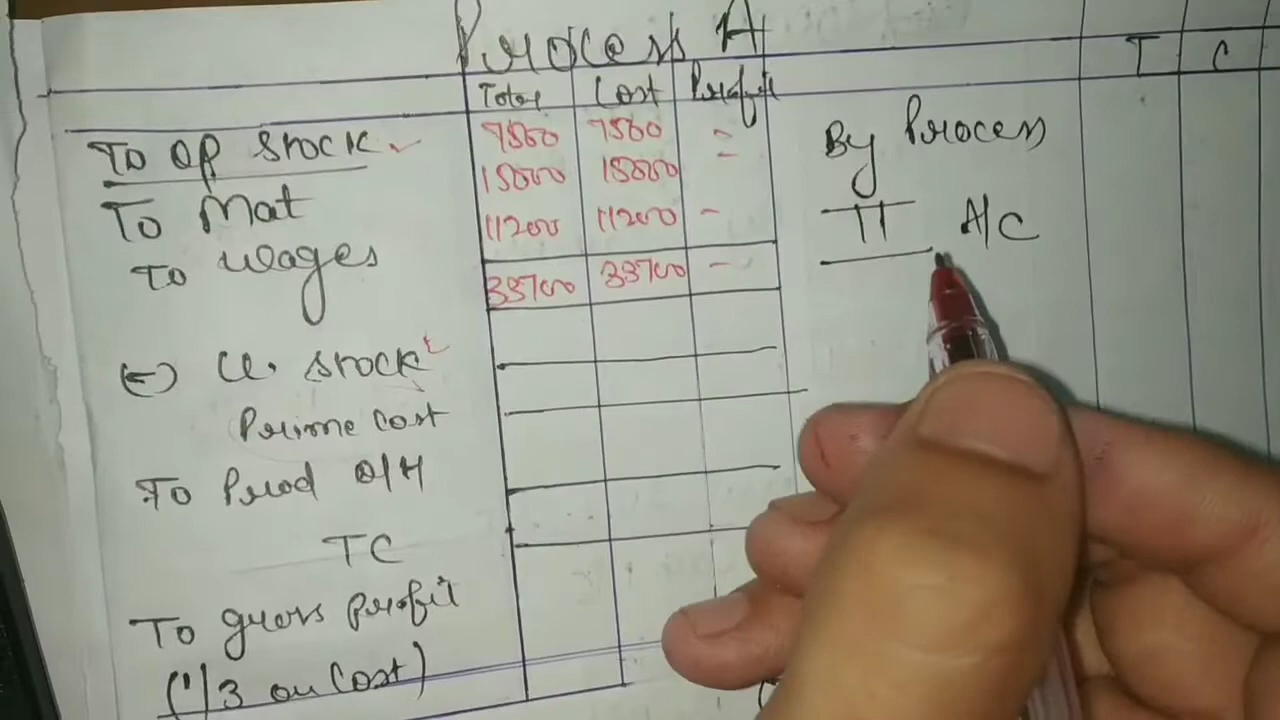 Process A
Total Cost Profit
T C
To Op Stock 7500 7500 -
To Mat 15000 15000 -
To wages 11200 11200 -
33700 33700 -
(-) Cl. Stock
Prime Cost
To Prod O/H
TC
To gross profit
(1/3 on Cost)
By Process
II A/C